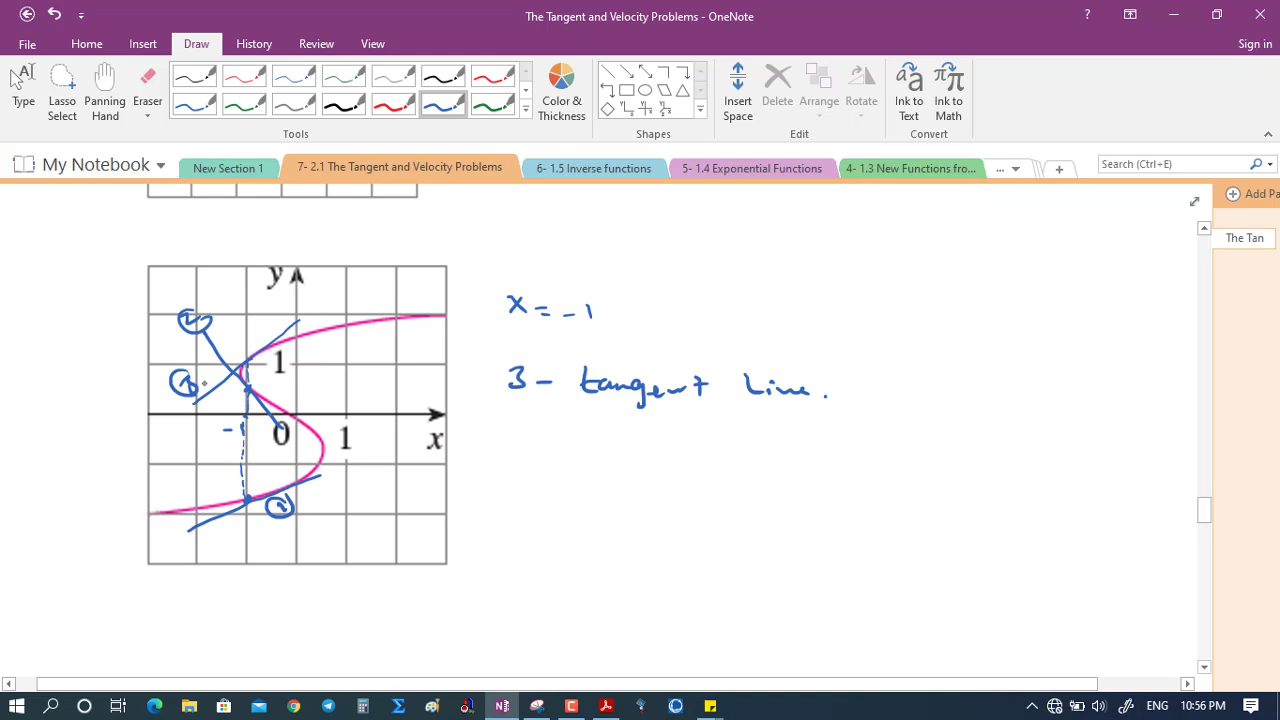 The Tangent and Velocity Problems - OneNote
File Home Insert Draw History Review View
Sign in
Type
Lasso Select
Panning Hand
Eraser
Color & Thickness
Insert Space
Delete
Arrange
Rotate
Ink to Text
Ink to Math
Tools
Shapes
Edit
Convert
My Notebook
New Section 1
7- 2.1 The Tangent and Velocity Problems
6- 1.5 Inverse functions
5- 1.4 Exponential Functions
4- 1.3 New Functions fro...
...
Search (Ctrl+E)
Add Pa
The Tan
y
x = -1
1
3 - tangent Line.
-1
0
1
x
ENG
10:56 PM